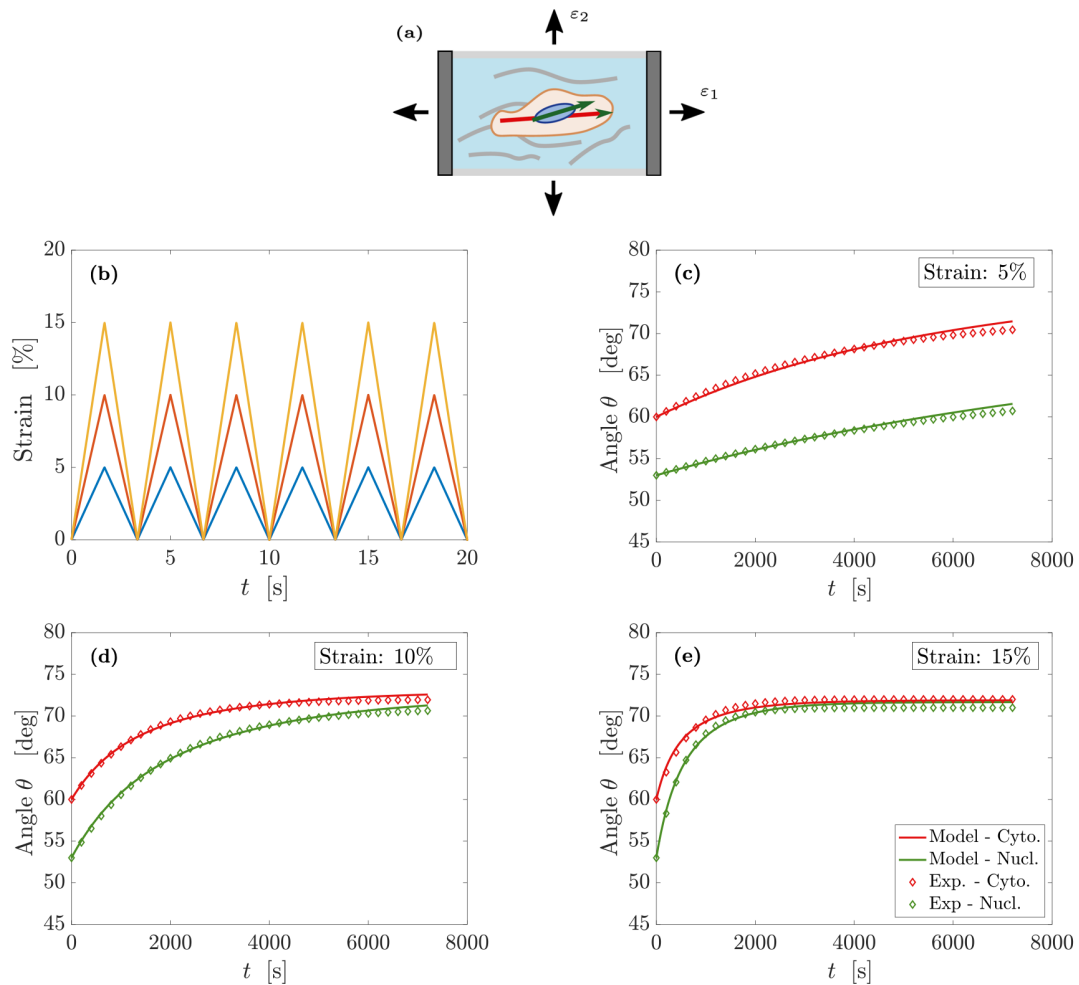 (a)
ε₂
ε₁
(b)
20
15
10
5
0
Strain [%]
0 5 10 15 20
t [s]
(c)
Strain: 5%
80
75
70
65
60
55
50
45
Angle θ [deg]
0 2000 4000 6000 8000
t [s]
(d)
Strain: 10%
80
75
70
65
60
55
50
45
Angle θ [deg]
0 2000 4000 6000 8000
t [s]
(e)
Strain: 15%
80
75
70
65
60
55
50
45
Angle θ [deg]
Model - Cyto.
Model - Nucl.
Exp. - Cyto.
Exp - Nucl.
0 2000 4000 6000 8000
t [s]